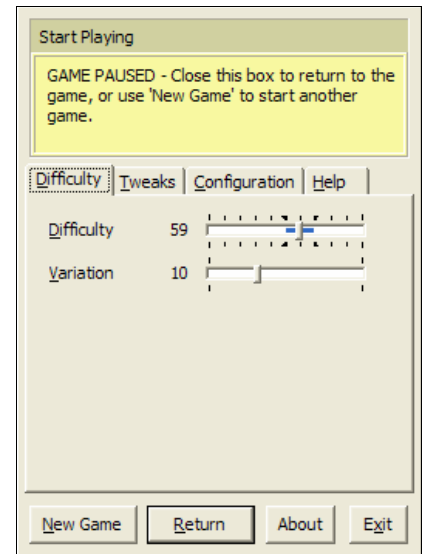 Start Playing
GAME PAUSED - Close this box to return to the
game, or use 'New Game' to start another
game.
Difficulty Tweaks Configuration Help
Difficulty 59
Variation 10
New Game Return About Exit